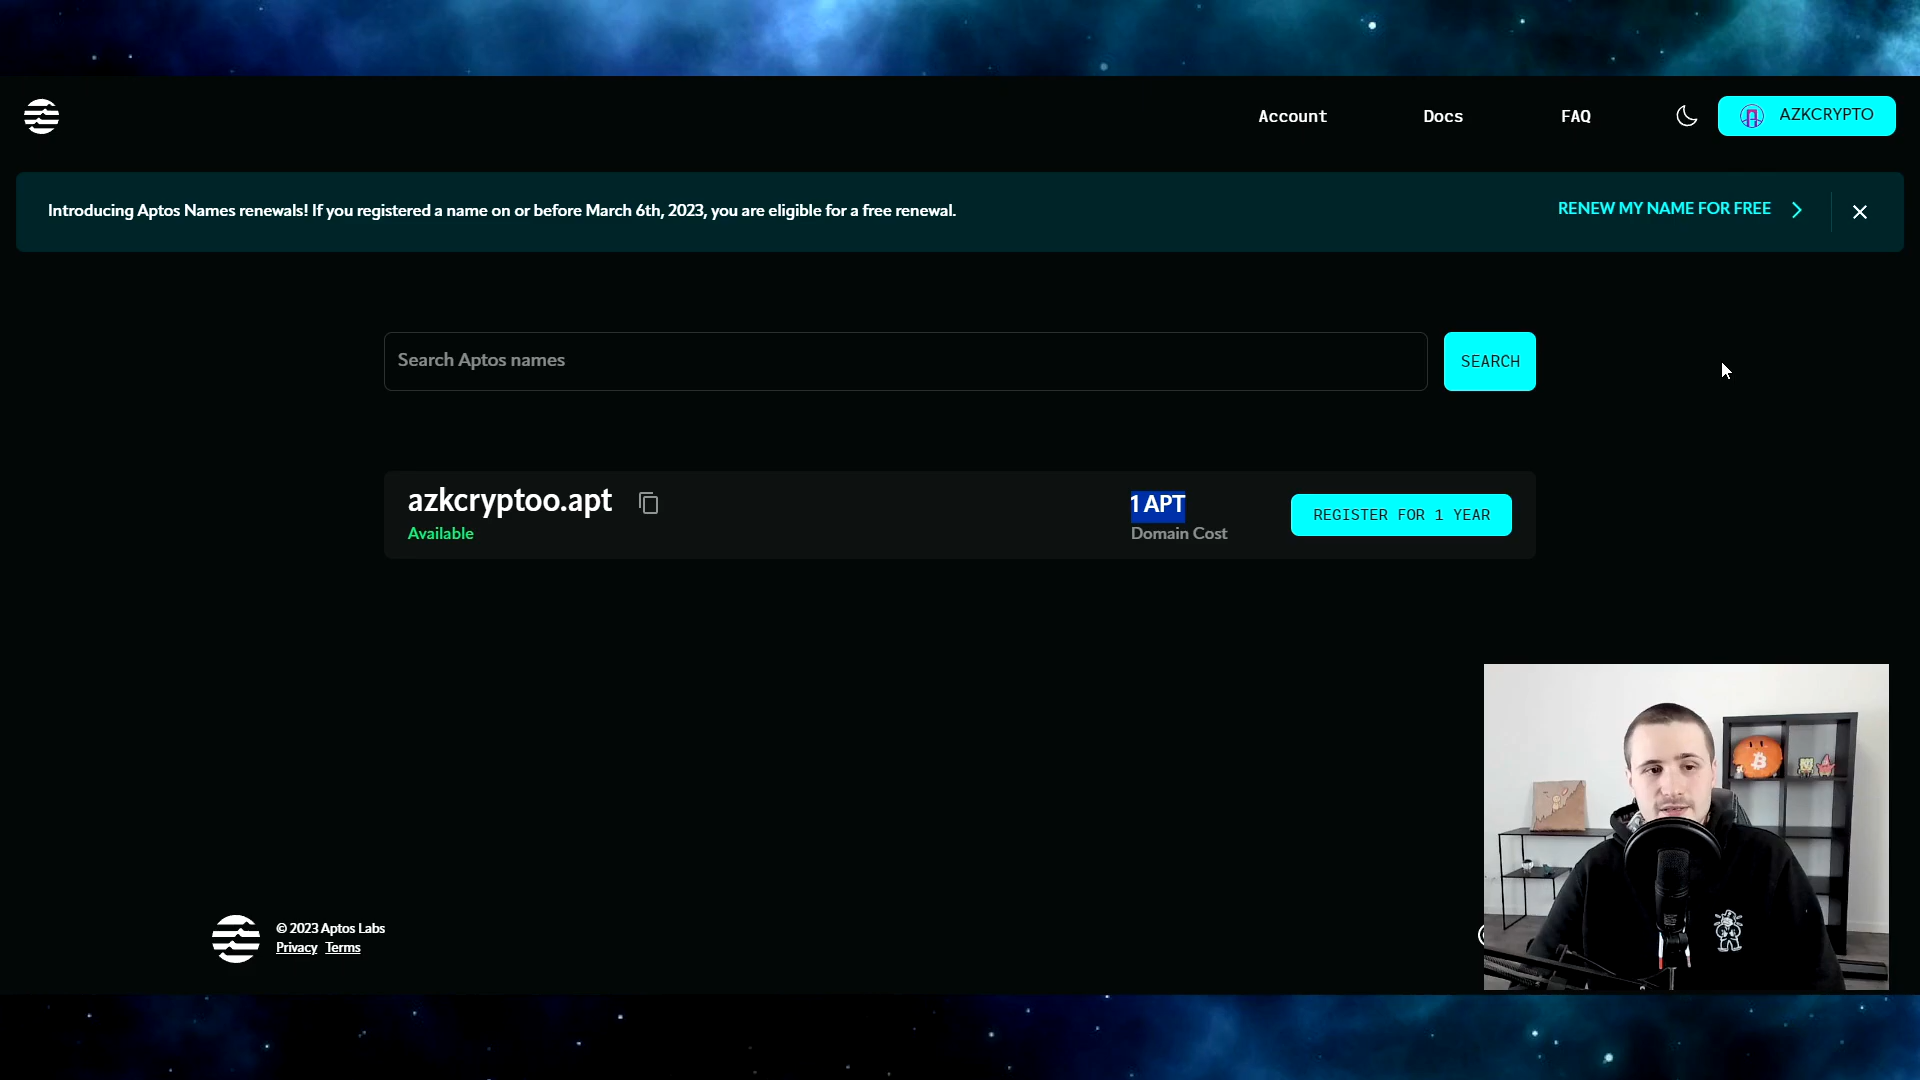 Account
Docs
FAQ
AZKCRYPTO
Introducing Aptos Names renewals! If you registered a name on or before March 6th, 2023, you are eligible for a free renewal.
RENEW MY NAME FOR FREE
Search Aptos names
SEARCH
azkcryptoo.apt
Available
1 APT
Domain Cost
REGISTER FOR 1 YEAR
© 2023 Aptos Labs
Privacy Terms